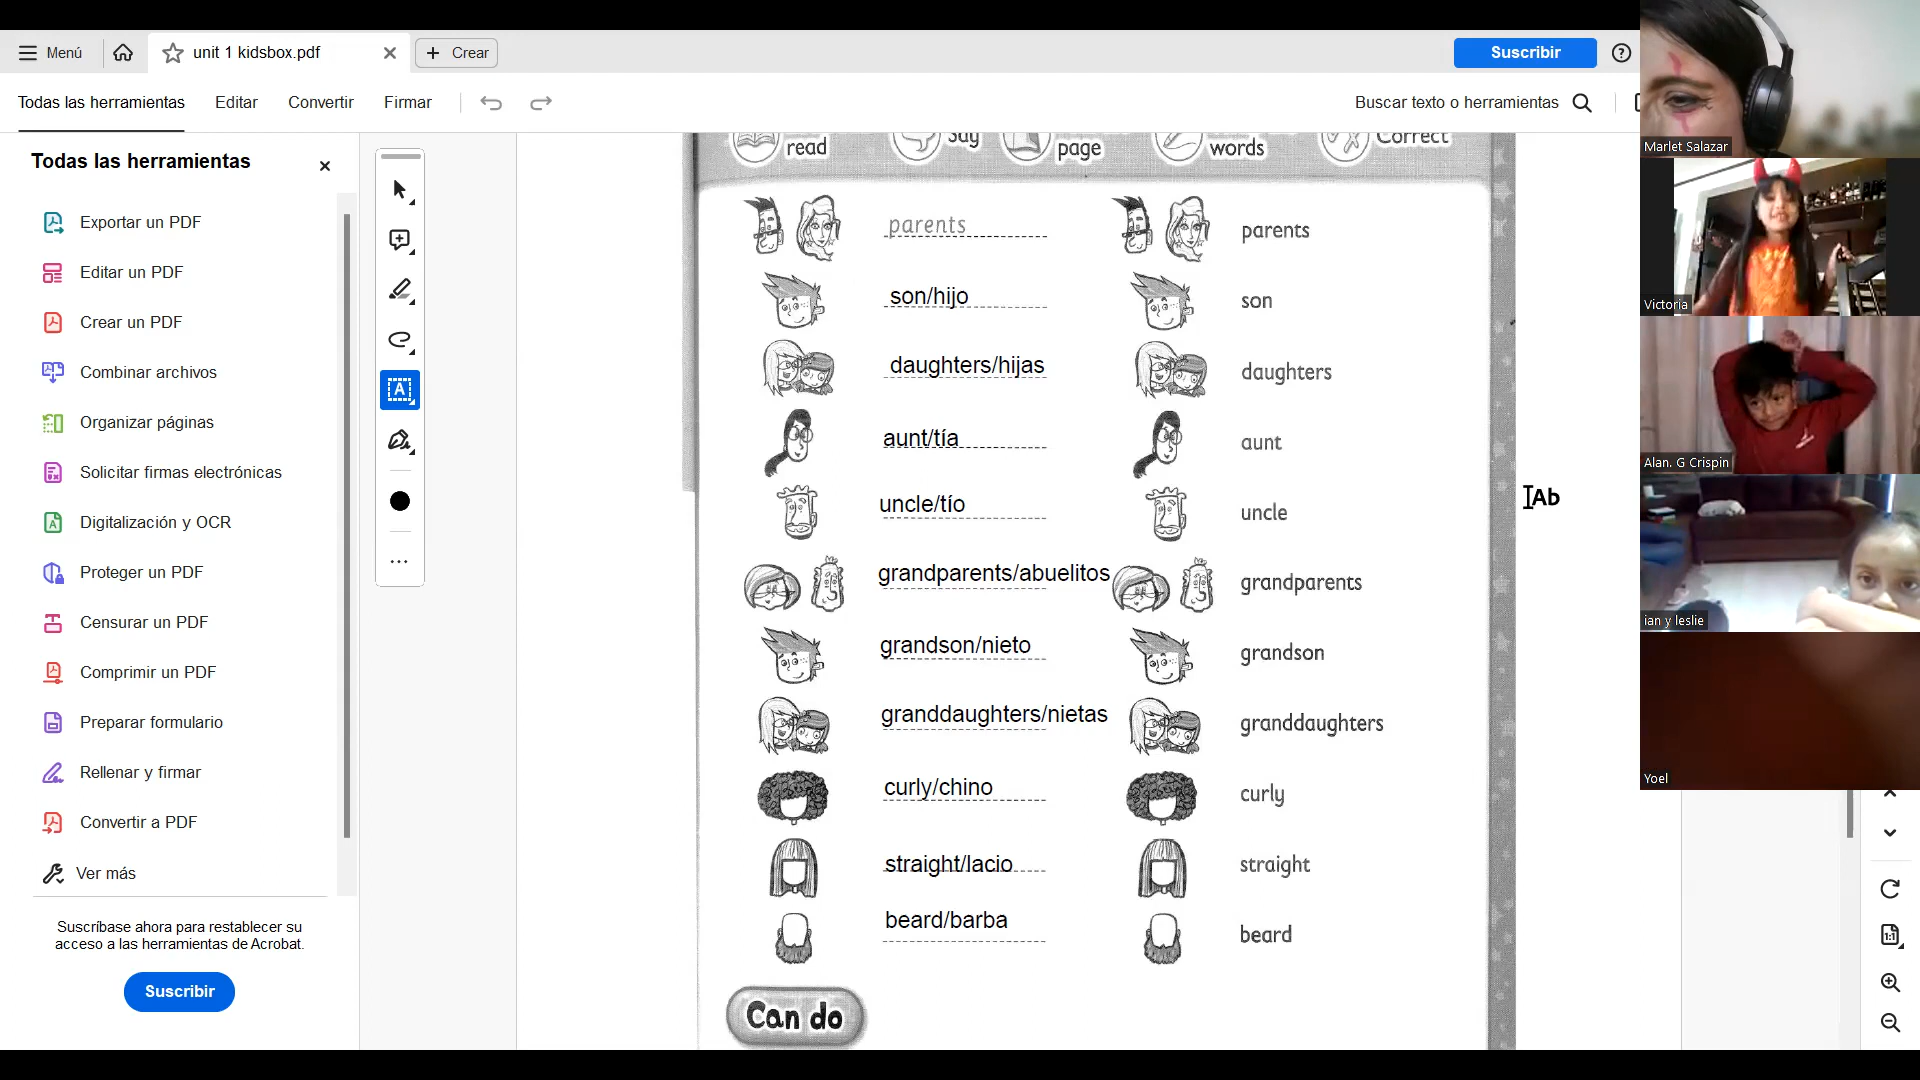 Menú
unit 1 kidsbox.pdf
Crear
Suscribir
Todas las herramientas
Editar
Convertir
Firmar
Buscar texto o herramientas
Todas las herramientas
Exportar un PDF
Editar un PDF
Crear un PDF
Combinar archivos
Organizar páginas
Solicitar firmas electrónicas
Digitalización y OCR
Proteger un PDF
Censurar un PDF
Comprimir un PDF
Preparar formulario
Rellenar y firmar
Convertir a PDF
Ver más
Suscríbase ahora para restablecer su
acceso a las herramientas de Acrobat.
Suscribir
read say page words Correct
parents parents
son/hijo son
daughters/hijas daughters
aunt/tía aunt
uncle/tío uncle
grandparents/abuelitos grandparents
grandson/nieto grandson
granddaughters/nietas granddaughters
curly/chino curly
straight/lacio straight
beard/barba beard
Can do
Ab
Marlet Salazar
Victoria
Alan. G Crispin
ian y leslie
Yoel
1:1